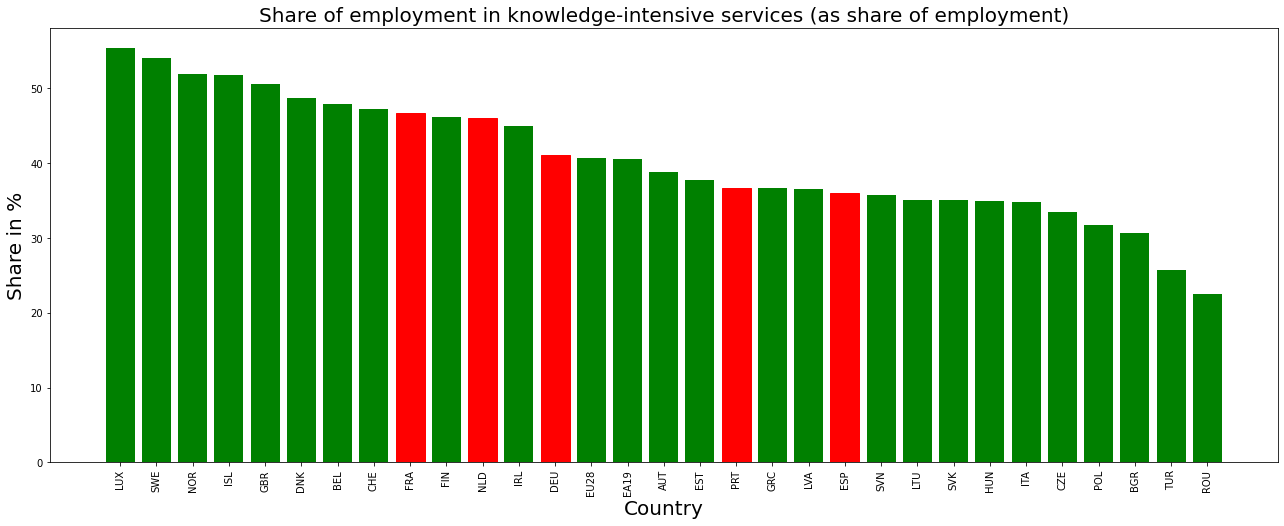 Share of employment in knowledge-intensive services (as share of employment)
Share in %
50
40
30
20
10
0
LUX SWE NOR ISL GBR DNK BEL CHE FRA FIN NLD IRL DEU EU28 EA19 AUT EST PRT GRC LVA ESP SVN LTU SVK HUN ITA CZE POL BGR TUR ROU
Country